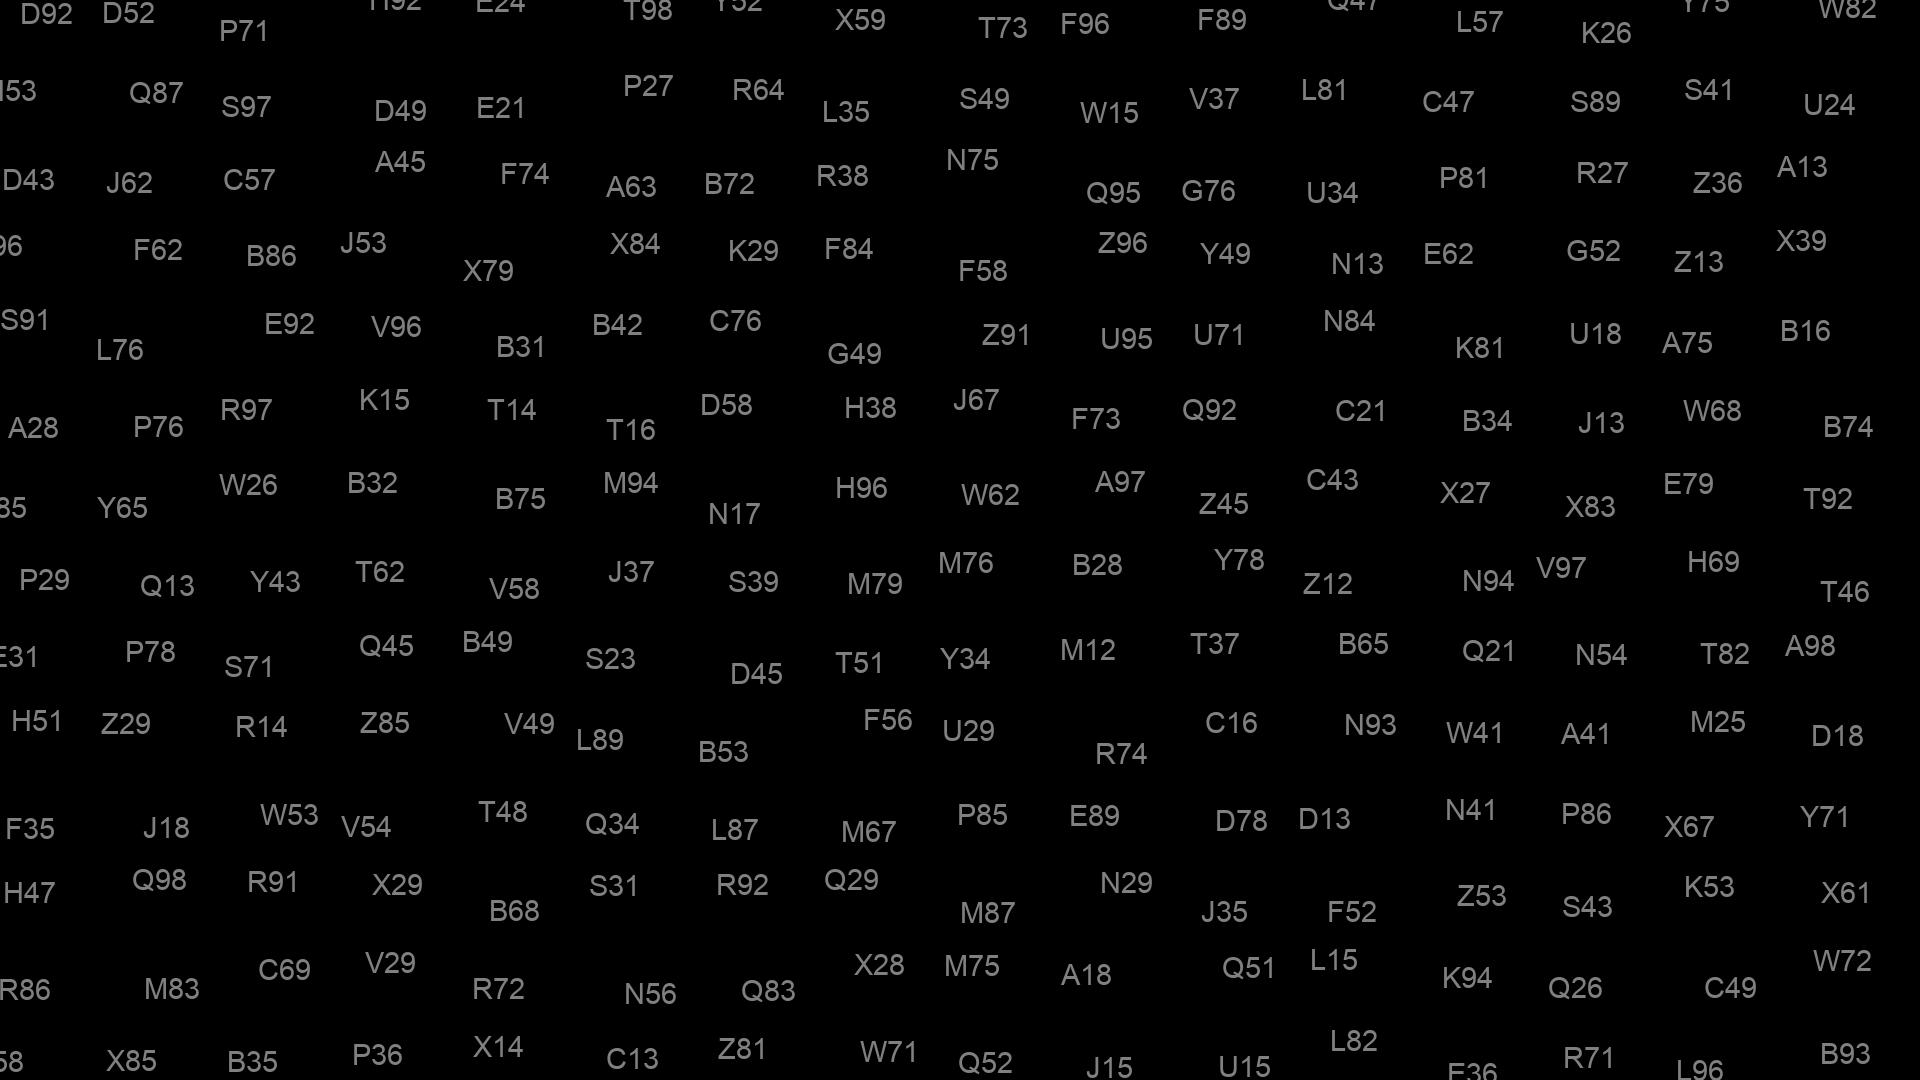 D92 D52 P71 H92 E24 T98 Y52 X59 T73 F96 F89 Q47 L57 K26 Y75 W82
Q87 S97 D49 E21 P27 R64 L35 S49 W15 V37 L81 C47 S89 S41 U24
D43 J62 C57 A45 F74 A63 B72 R38 N75 Q95 G76 U34 P81 R27 Z36 A13
F62 B86 J53 X79 X84 K29 F84 F58 Z96 Y49 N13 E62 G52 Z13 X39
S91 L76 E92 V96 B31 B42 C76 G49 Z91 U95 U71 N84 K81 U18 A75 B16
A28 P76 R97 K15 T14 T16 D58 H38 J67 F73 Q92 C21 B34 J13 W68 B74
85 Y65 W26 B32 B75 M94 N17 H96 W62 A97 Z45 C43 X27 X83 E79 T92
P29 Q13 Y43 T62 V58 J37 S39 M79 M76 B28 Y78 Z12 N94 V97 H69 T46
E31 P78 S71 Q45 B49 S23 D45 T51 Y34 M12 T37 B65 Q21 N54 T82 A98
H51 Z29 R14 Z85 V49 L89 B53 F56 U29 R74 C16 N93 W41 A41 M25 D18
F35 J18 W53 V54 T48 Q34 L87 M67 P85 E89 D78 D13 N41 P86 X67 Y71
H47 Q98 R91 X29 B68 S31 R92 Q29 M87 N29 J35 F52 Z53 S43 K53 X61
R86 M83 C69 V29 R72 N56 Q83 X28 M75 A18 Q51 L15 K94 Q26 C49 W72
58 X85 B35 P36 X14 C13 Z81 W71 Q52 J15 U15 L82 R71 L96 B93